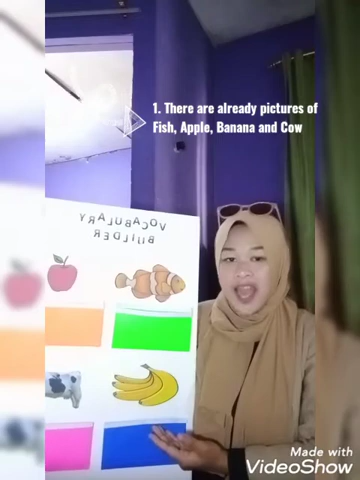 1. There are already pictures of
Fish, Apple, Banana and Cow
VOCABULARY
BUILDER
Made with
VideoShow